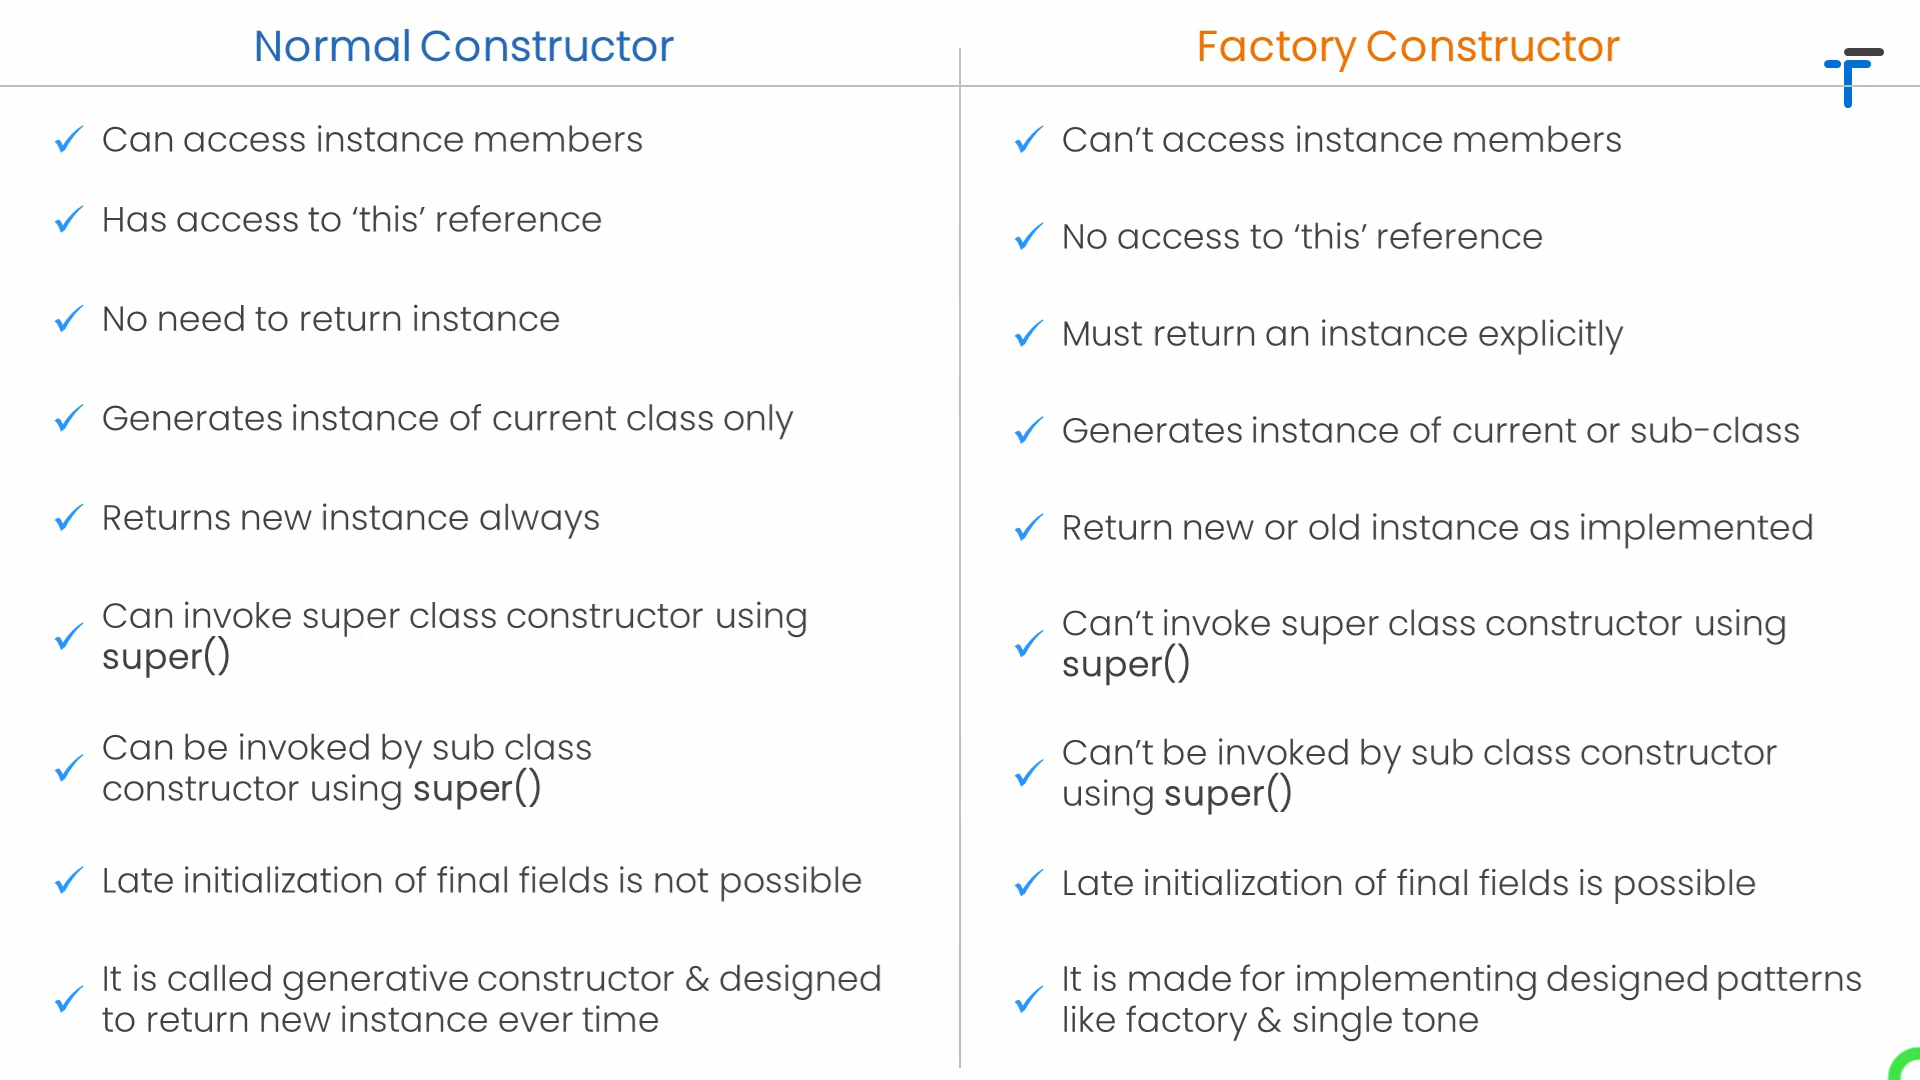 Normal Constructor
Can access instance members
Has access to ‘this’ reference
No need to return instance
Generates instance of current class only
Returns new instance always
Can invoke super class constructor using
super()
Can be invoked by sub class
constructor using super()
Late initialization of final fields is not possible
It is called generative constructor & designed
to return new instance ever time
Factory Constructor
Can’t access instance members
No access to ‘this’ reference
Must return an instance explicitly
Generates instance of current or sub-class
Return new or old instance as implemented
Can’t invoke super class constructor using
super()
Can’t be invoked by sub class constructor
using super()
Late initialization of final fields is possible
It is made for implementing designed patterns
like factory & single tone